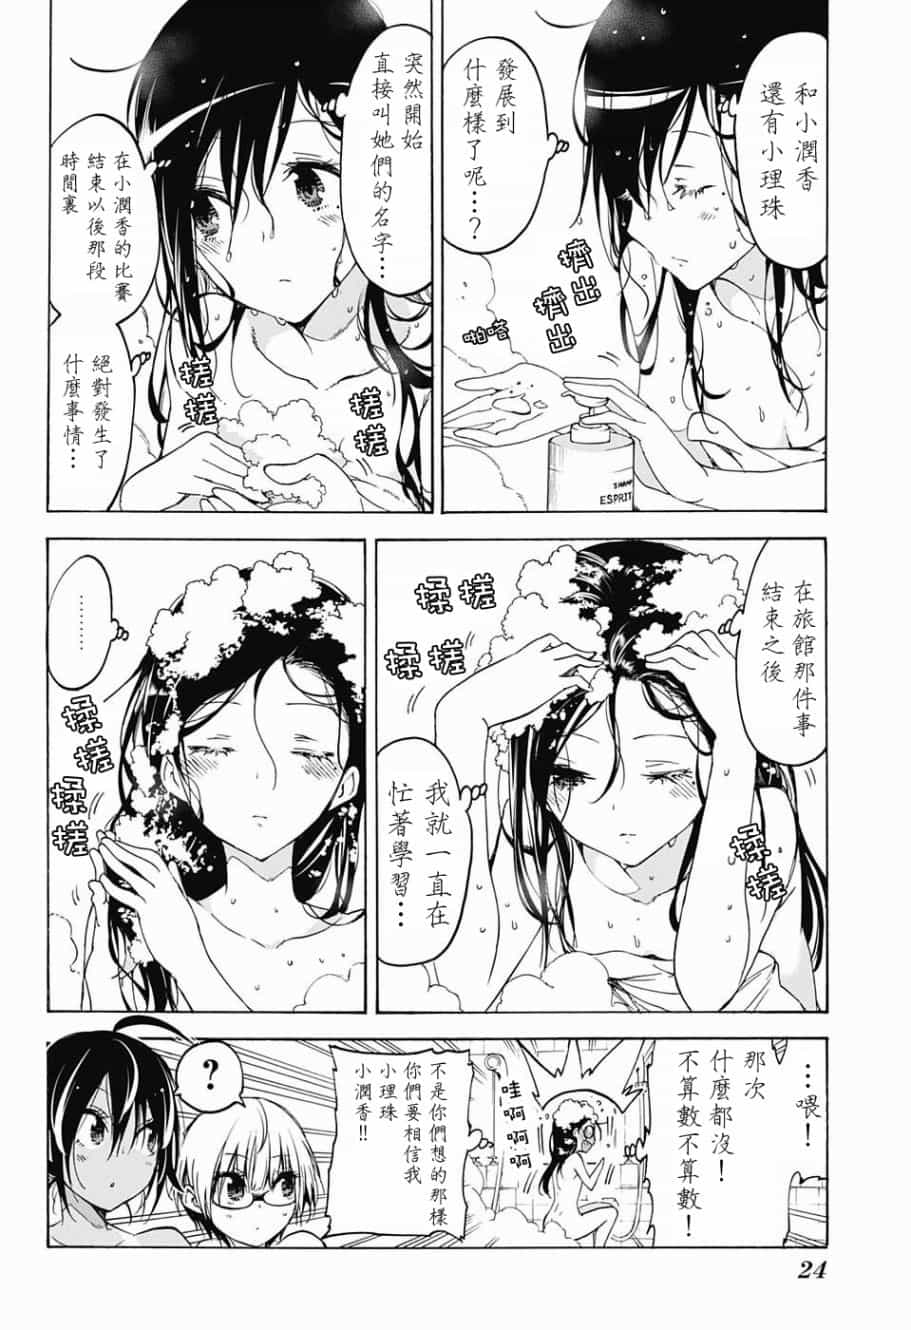 和小潤香
還有小理珠
發展到
什麼樣了呢…?
擠出
擠出
啪嗒
ESPRIT
突然開始
直接叫她們的名字…
在小潤香的比賽
結束以後那段
時間裏
絕對發生了
什麼事情…
搓搓
搓搓
在旅館那件事
結束之後
揉搓
揉搓
我就一直在
忙著學習…
揉搓
………
揉搓
揉搓
…喂!
那次
什麼都沒!
不算數不算數!
哇啊啊啊
不是你們想的那樣
你們要相信我
小理珠
小潤香!!
?
24